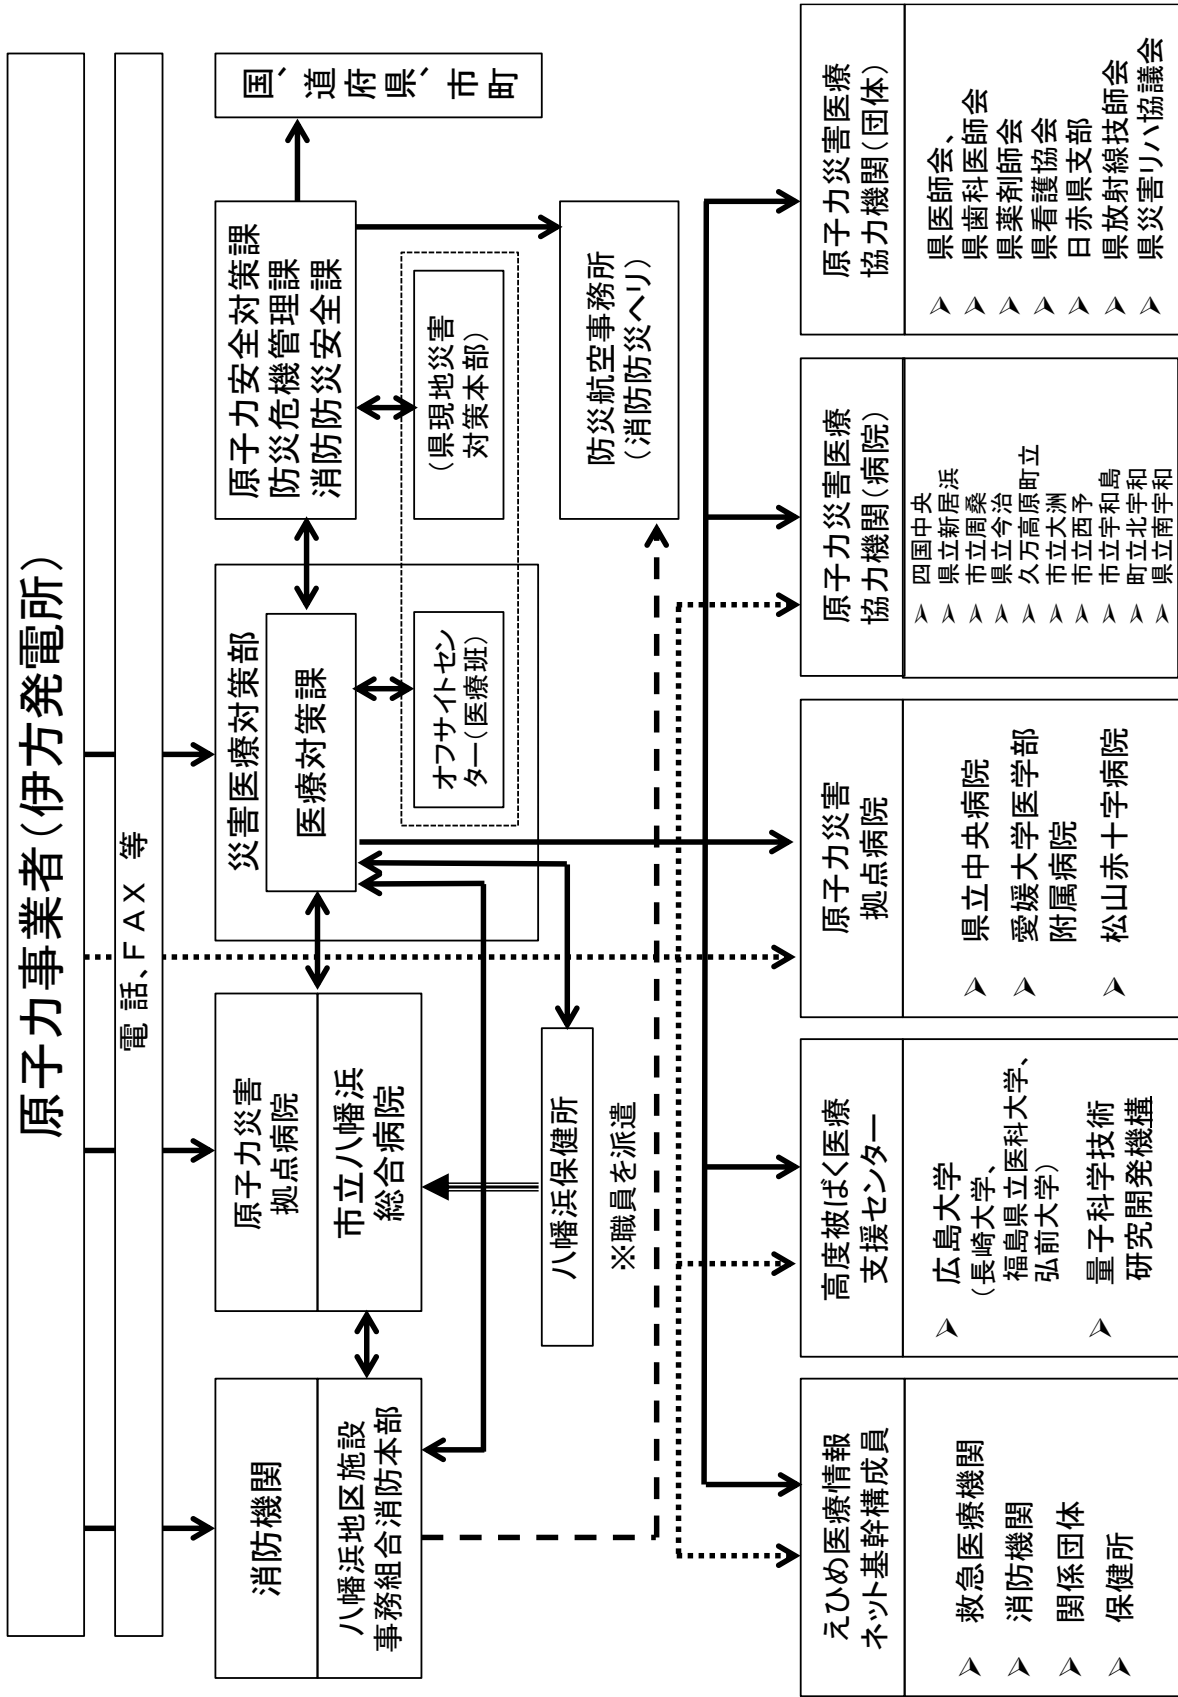 原子力事業者(伊方発電所)
電話、ＦＡＸ 等
消防機関
八幡浜地区施設
事務組合消防本部
原子力災害
拠点病院
市立八幡浜
総合病院
災害医療対策部
医療対策課
オフサイトセン
ター(医療班)
原子力安全対策課
防災危機管理課
消防防災安全課
(県現地災害
対策本部)
国、道府県、市町
八幡浜保健所
※職員を派遣
防災航空事務所
(消防防災ヘリ)
えひめ医療情報
ネット基幹構成員
➢ 救急医療機関
➢ 消防機関
➢ 関係団体
➢ 保健所
高度被ばく医療
支援センター
➢ 広島大学
(長崎大学、
福島県立医科大学、
弘前大学)
➢ 量子科学技術
研究開発機構
原子力災害
拠点病院
➢ 県立中央病院
➢ 愛媛大学医学部
附属病院
➢ 松山赤十字病院
原子力災害医療
協力機関(病院)
➢ 四国中央
➢ 県立新居浜
➢ 市立周桑
➢ 県立今治
➢ 久万高原町立
➢ 市立大洲
➢ 市立西予
➢ 市立宇和島
➢ 町立北宇和
➢ 県立南宇和
原子力災害医療
協力機関(団体)
➢ 県医師会、
➢ 県歯科医師会
➢ 県薬剤師会
➢ 県看護協会
➢ 日赤県支部
➢ 県放射線技師会
➢ 県災害リハ協議会